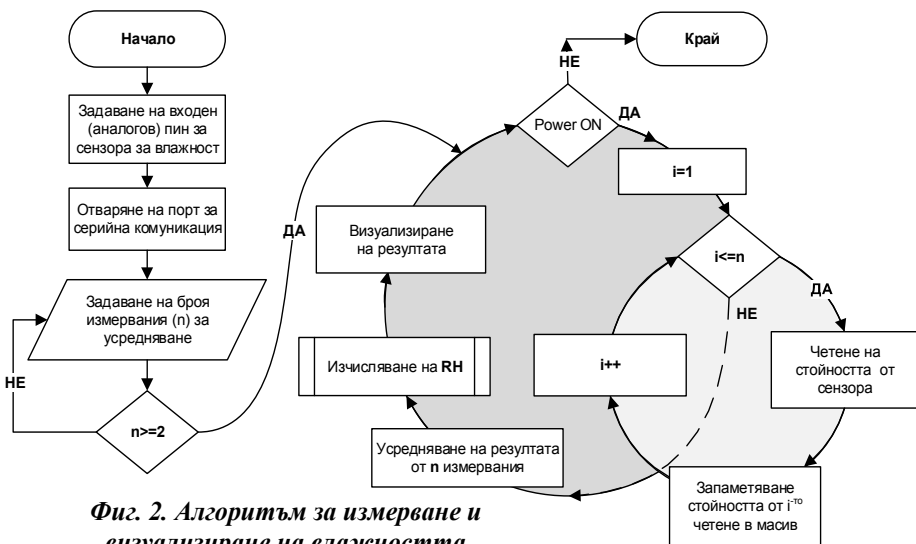 Начало
Задаване на входен
(аналогов) пин за
сензора за влажност
Отваряне на порт за
серийна комуникация
Задаване на броя
измервания (n) за
усредняване
НЕ
n>=2
ДА
Power ON
НЕ
Край
ДА
i=1
i<=n
ДА
НЕ
Четене на
стойността от
сензора
Запаметяване
стойността от i-то
четене в масив
i++
Усредняване на резултата
от n измервания
Изчисляване на RH
Визуализиране
на резултата
Фиг. 2. Алгоритъм за измерване и
визуализиране на влажността